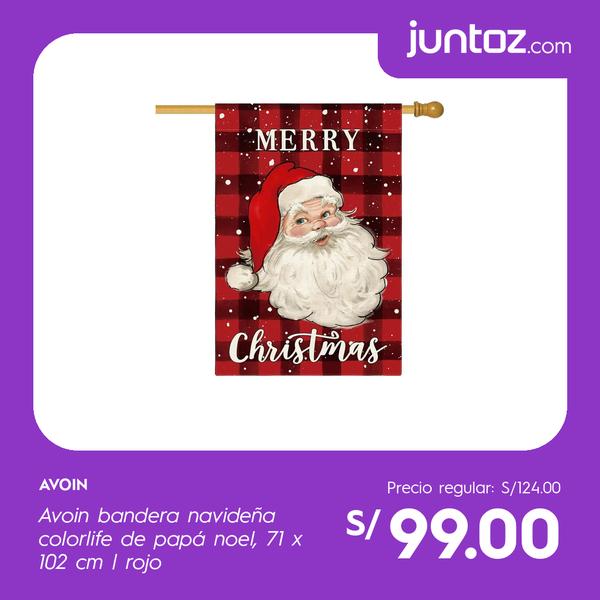 juntoz.com
MERRY
Christmas
AVOIN
Avoin bandera navideña
colorlife de papá noel, 71 x
102 cm | rojo
Precio regular: S/124.00
S/ 99.00